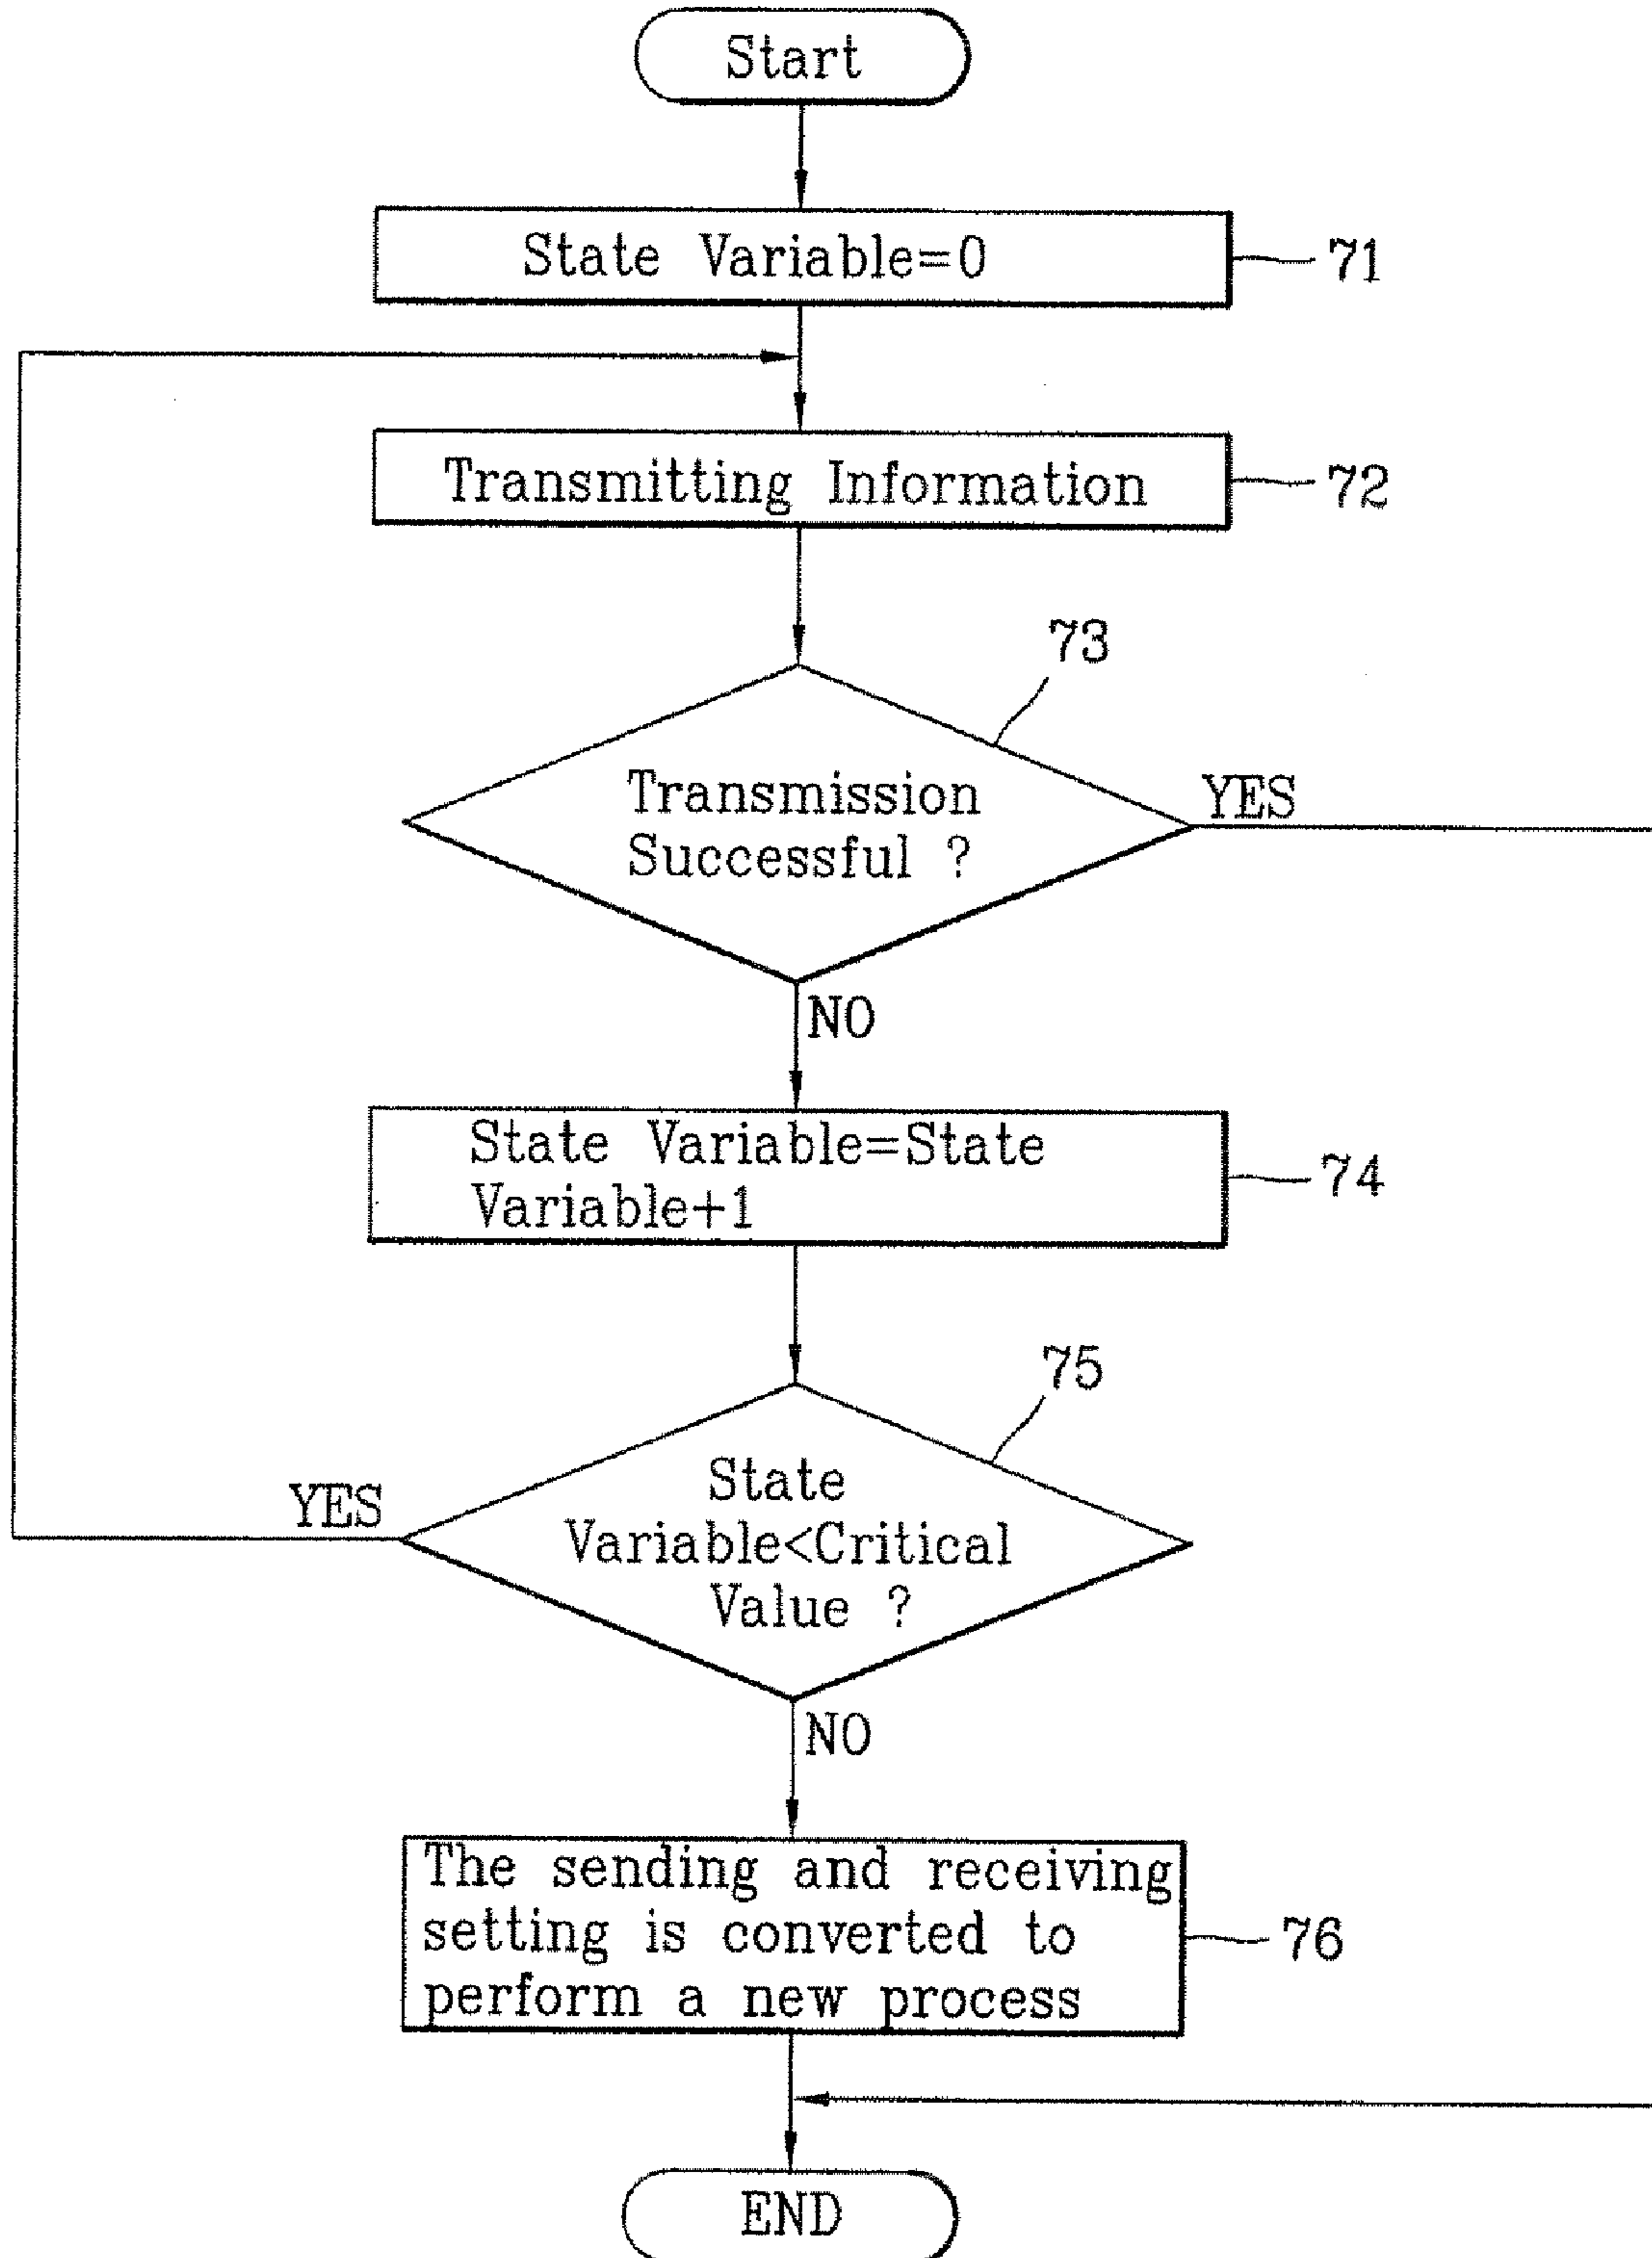 Start
State Variable=0
71
Transmitting Information
72
73
Transmission
Successful ?
YES
NO
State Variable=State
Variable+1
74
75
State
Variable<Critical
Value ?
YES
NO
The sending and receiving
setting is converted to
perform a new process
76
END